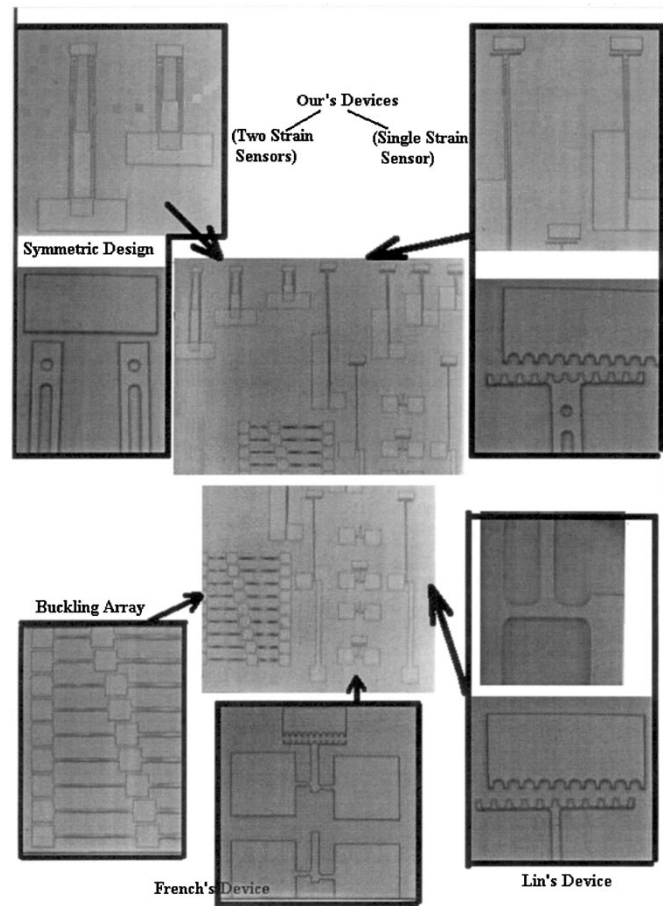 Our's Devices
(Two Strain
Sensors)
(Single Strain
Sensor)
Symmetric Design
Buckling Array
French's Device
Lin's Device